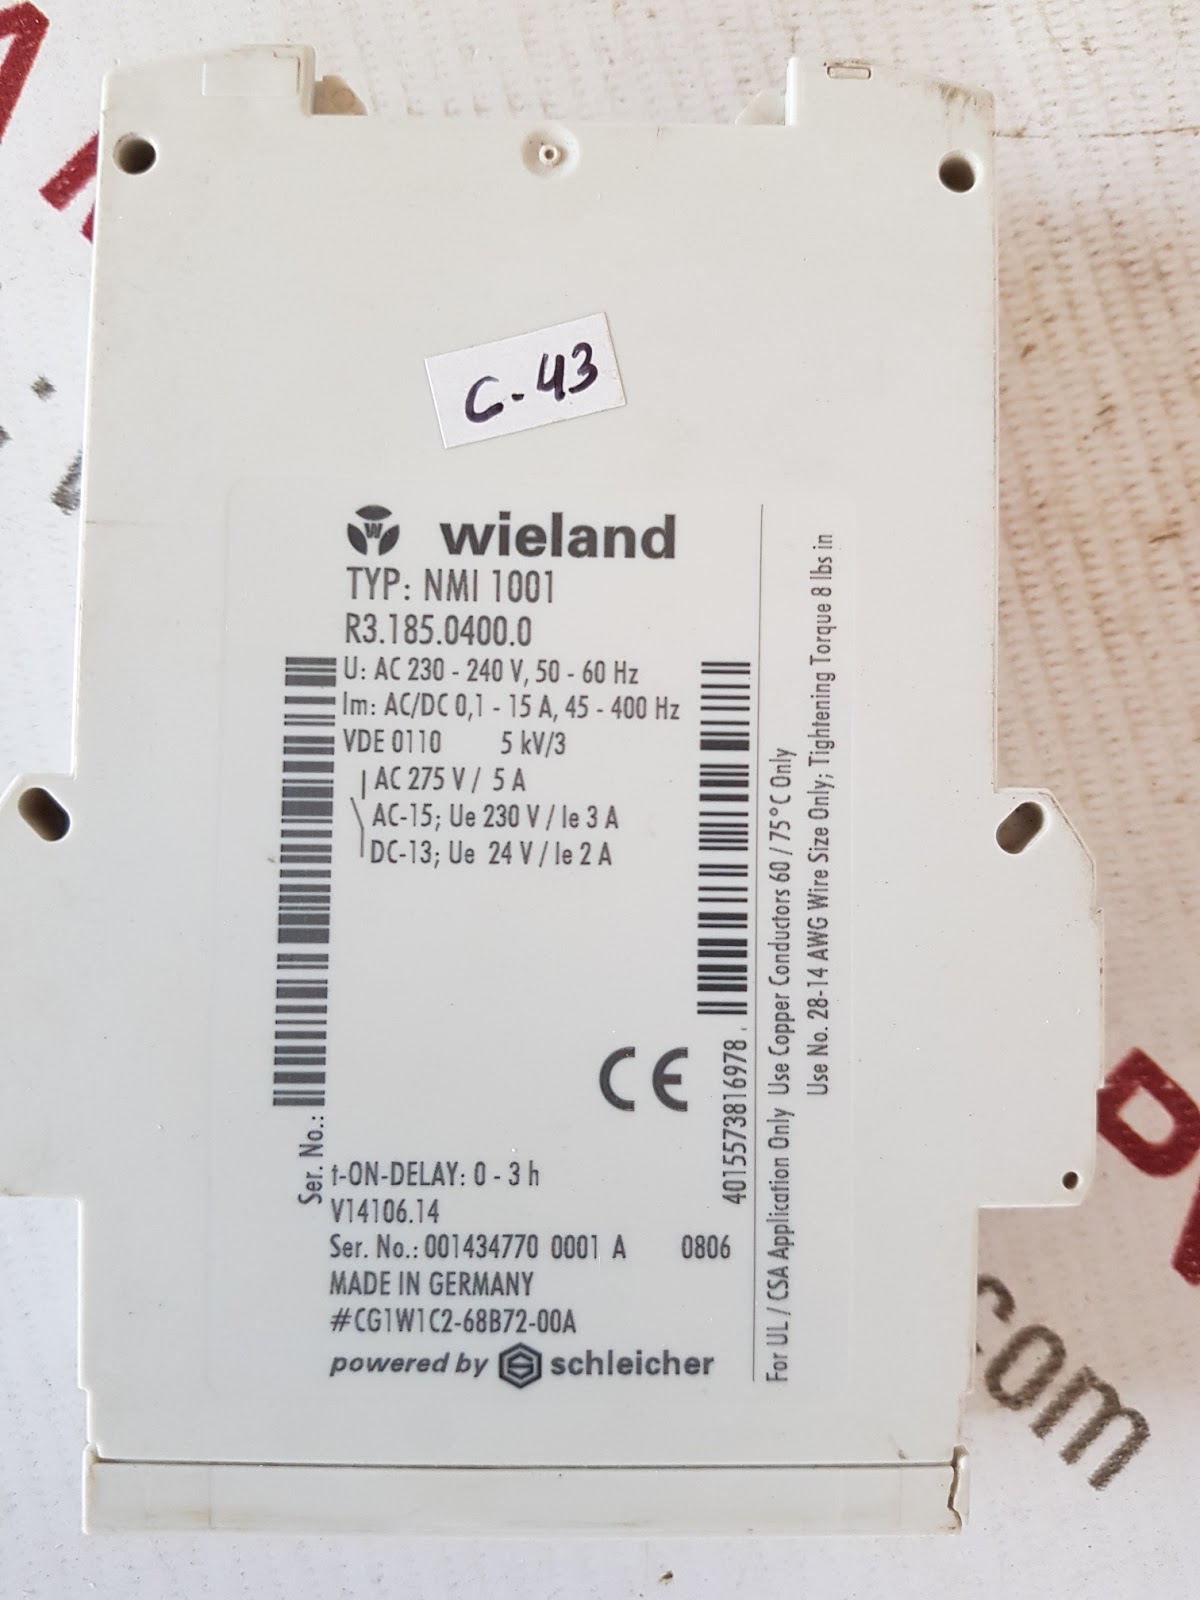 C-43
wieland
TYP: NMI 1001
R3.185.0400.0
U: AC 230 - 240 V, 50 - 60 Hz
Im: AC/DC 0,1 - 15 A, 45 - 400 Hz
VDE 0110 5 kV/3
AC 275 V / 5 A
AC-15; Ue 230 V / Ie 3 A
DC-13; Ue 24 V / Ie 2 A
CE
Ser. No.:
4015573816978
t-ON-DELAY: 0 - 3 h
V14106.14
Ser. No.: 001434770 0001 A 0806
MADE IN GERMANY
#CG1W1C2-68B72-00A
powered by S schleicher
For UL / CSA Application Only Use Copper Conductors 60 / 75°C Only
Use No. 28-14 AWG Wire Size Only; Tightening Torque 8 lbs in
.com